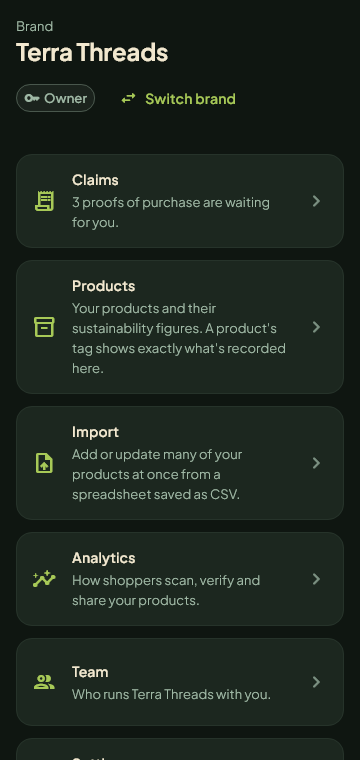 Brand
Terra Threads
Owner
Switch brand
Claims
3 proofs of purchase are waiting
for you.
Products
Your products and their
sustainability figures. A product's
tag shows exactly what's recorded
here.
Import
Add or update many of your
products at once from a
spreadsheet saved as CSV.
Analytics
How shoppers scan, verify and
share your products.
Team
Who runs Terra Threads with you.